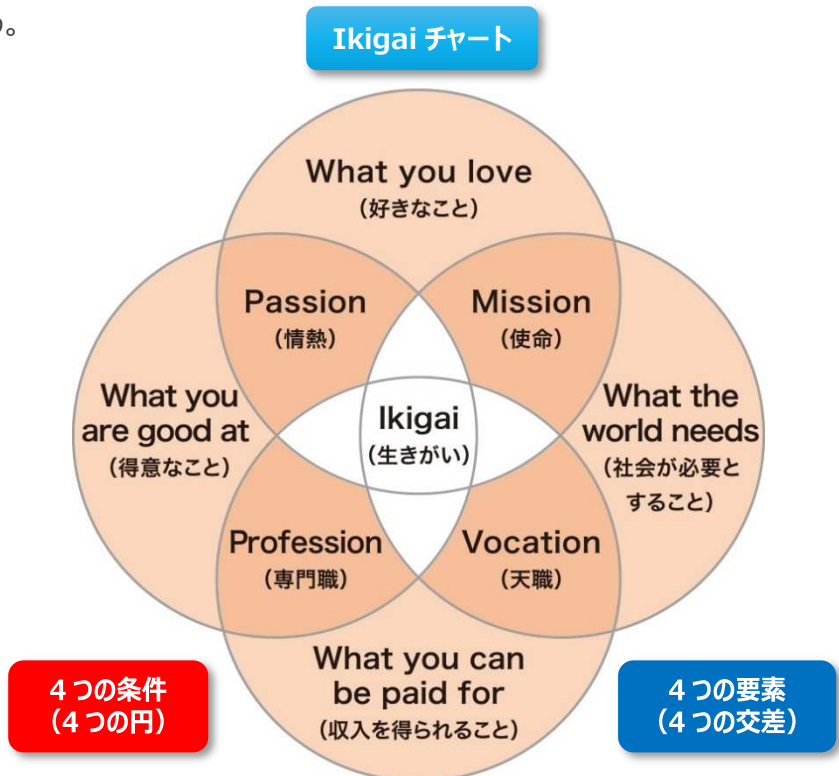 る。
Ikigai チャート
What you love
（好きなこと）
Passion
（情熱）
Mission
（使命）
What you
are good at
（得意なこと）
Ikigai
（生きがい）
What the
world needs
（社会が必要と
すること）
Profession
（専門職）
Vocation
（天職）
What you can
be paid for
（収入を得られること）
４つの条件
（４つの円）
４つの要素
（４つの交差）